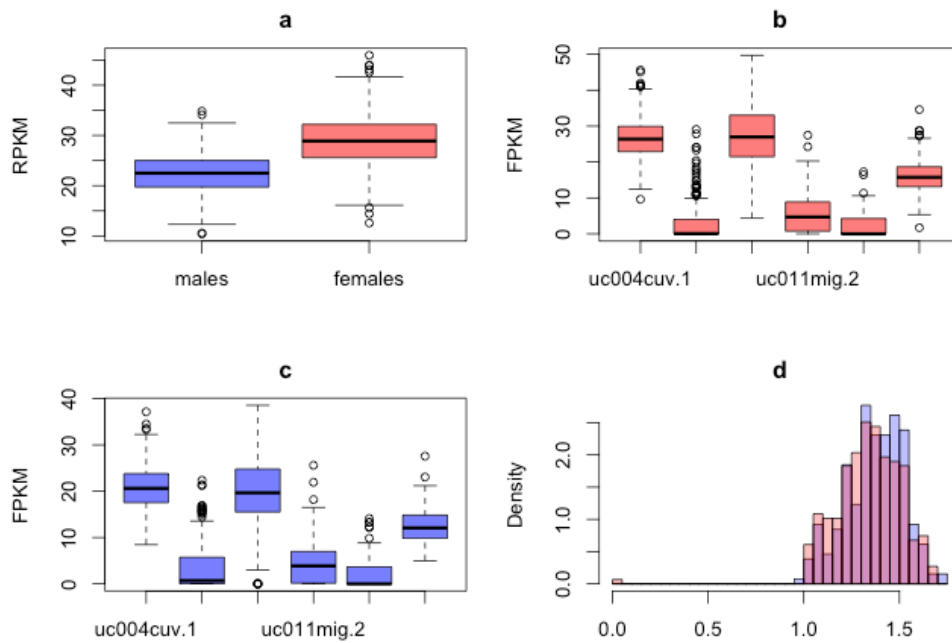 a
RPKM
10 20 30 40
males females
b
FPKM
0 10 30 50
uc004cuv.1 uc011mig.2
c
FPKM
0 10 20 30 40
uc004cuv.1 uc011mig.2
d
Density
0.0 1.0 2.0
0.0 0.5 1.0 1.5